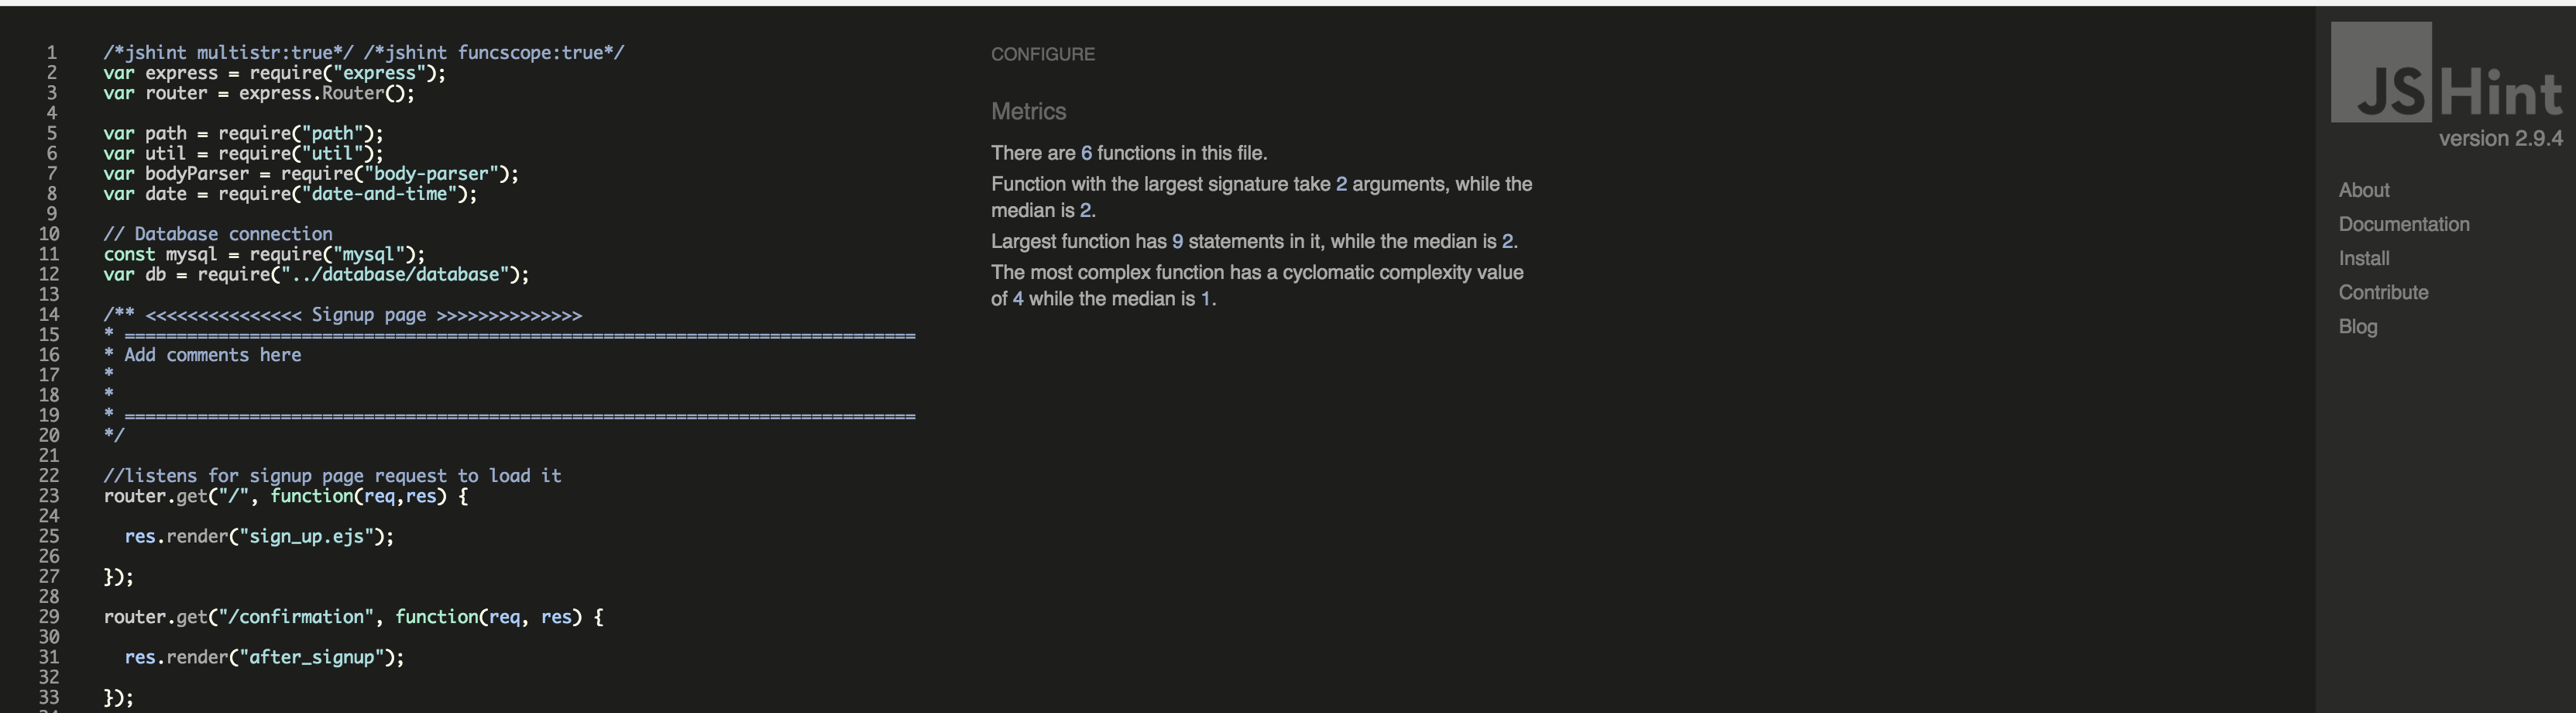 1 /*jshint multistr:true*/ /*jshint funcscope:true*/
2 var express = require("express");
3 var router = express.Router();
4
5 var path = require("path");
6 var util = require("util");
7 var bodyParser = require("body-parser");
8 var date = require("date-and-time");
9
10 // Database connection
11 const mysql = require("mysql");
12 var db = require("../database/database");
13
14 /** <<<<<<<<<<<<<<< Signup page >>>>>>>>>>>>>>
15 * ============================================================================
16 * Add comments here
17 *
18 *
19 * ============================================================================
20 */
21
22 //listens for signup page request to load it
23 router.get("/", function(req,res) {
24
25 res.render("sign_up.ejs");
26
27 });
28
29 router.get("/confirmation", function(req, res) {
30
31 res.render("after_signup");
32
33 });
CONFIGURE
Metrics
There are 6 functions in this file.
Function with the largest signature take 2 arguments, while the
median is 2.
Largest function has 9 statements in it, while the median is 2.
The most complex function has a cyclomatic complexity value
of 4 while the median is 1.
JSHint
version 2.9.4
About
Documentation
Install
Contribute
Blog